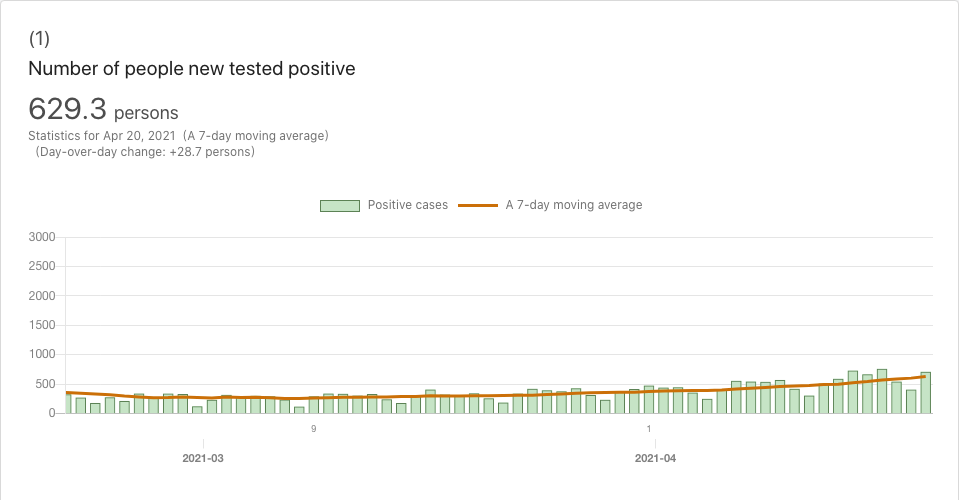 (1)
Number of people new tested positive
629.3 persons
Statistics for Apr 20, 2021 (A 7-day moving average)
(Day-over-day change: +28.7 persons)
Positive cases A 7-day moving average
3000
2500
2000
1500
1000
500
0
9 1
2021-03 2021-04